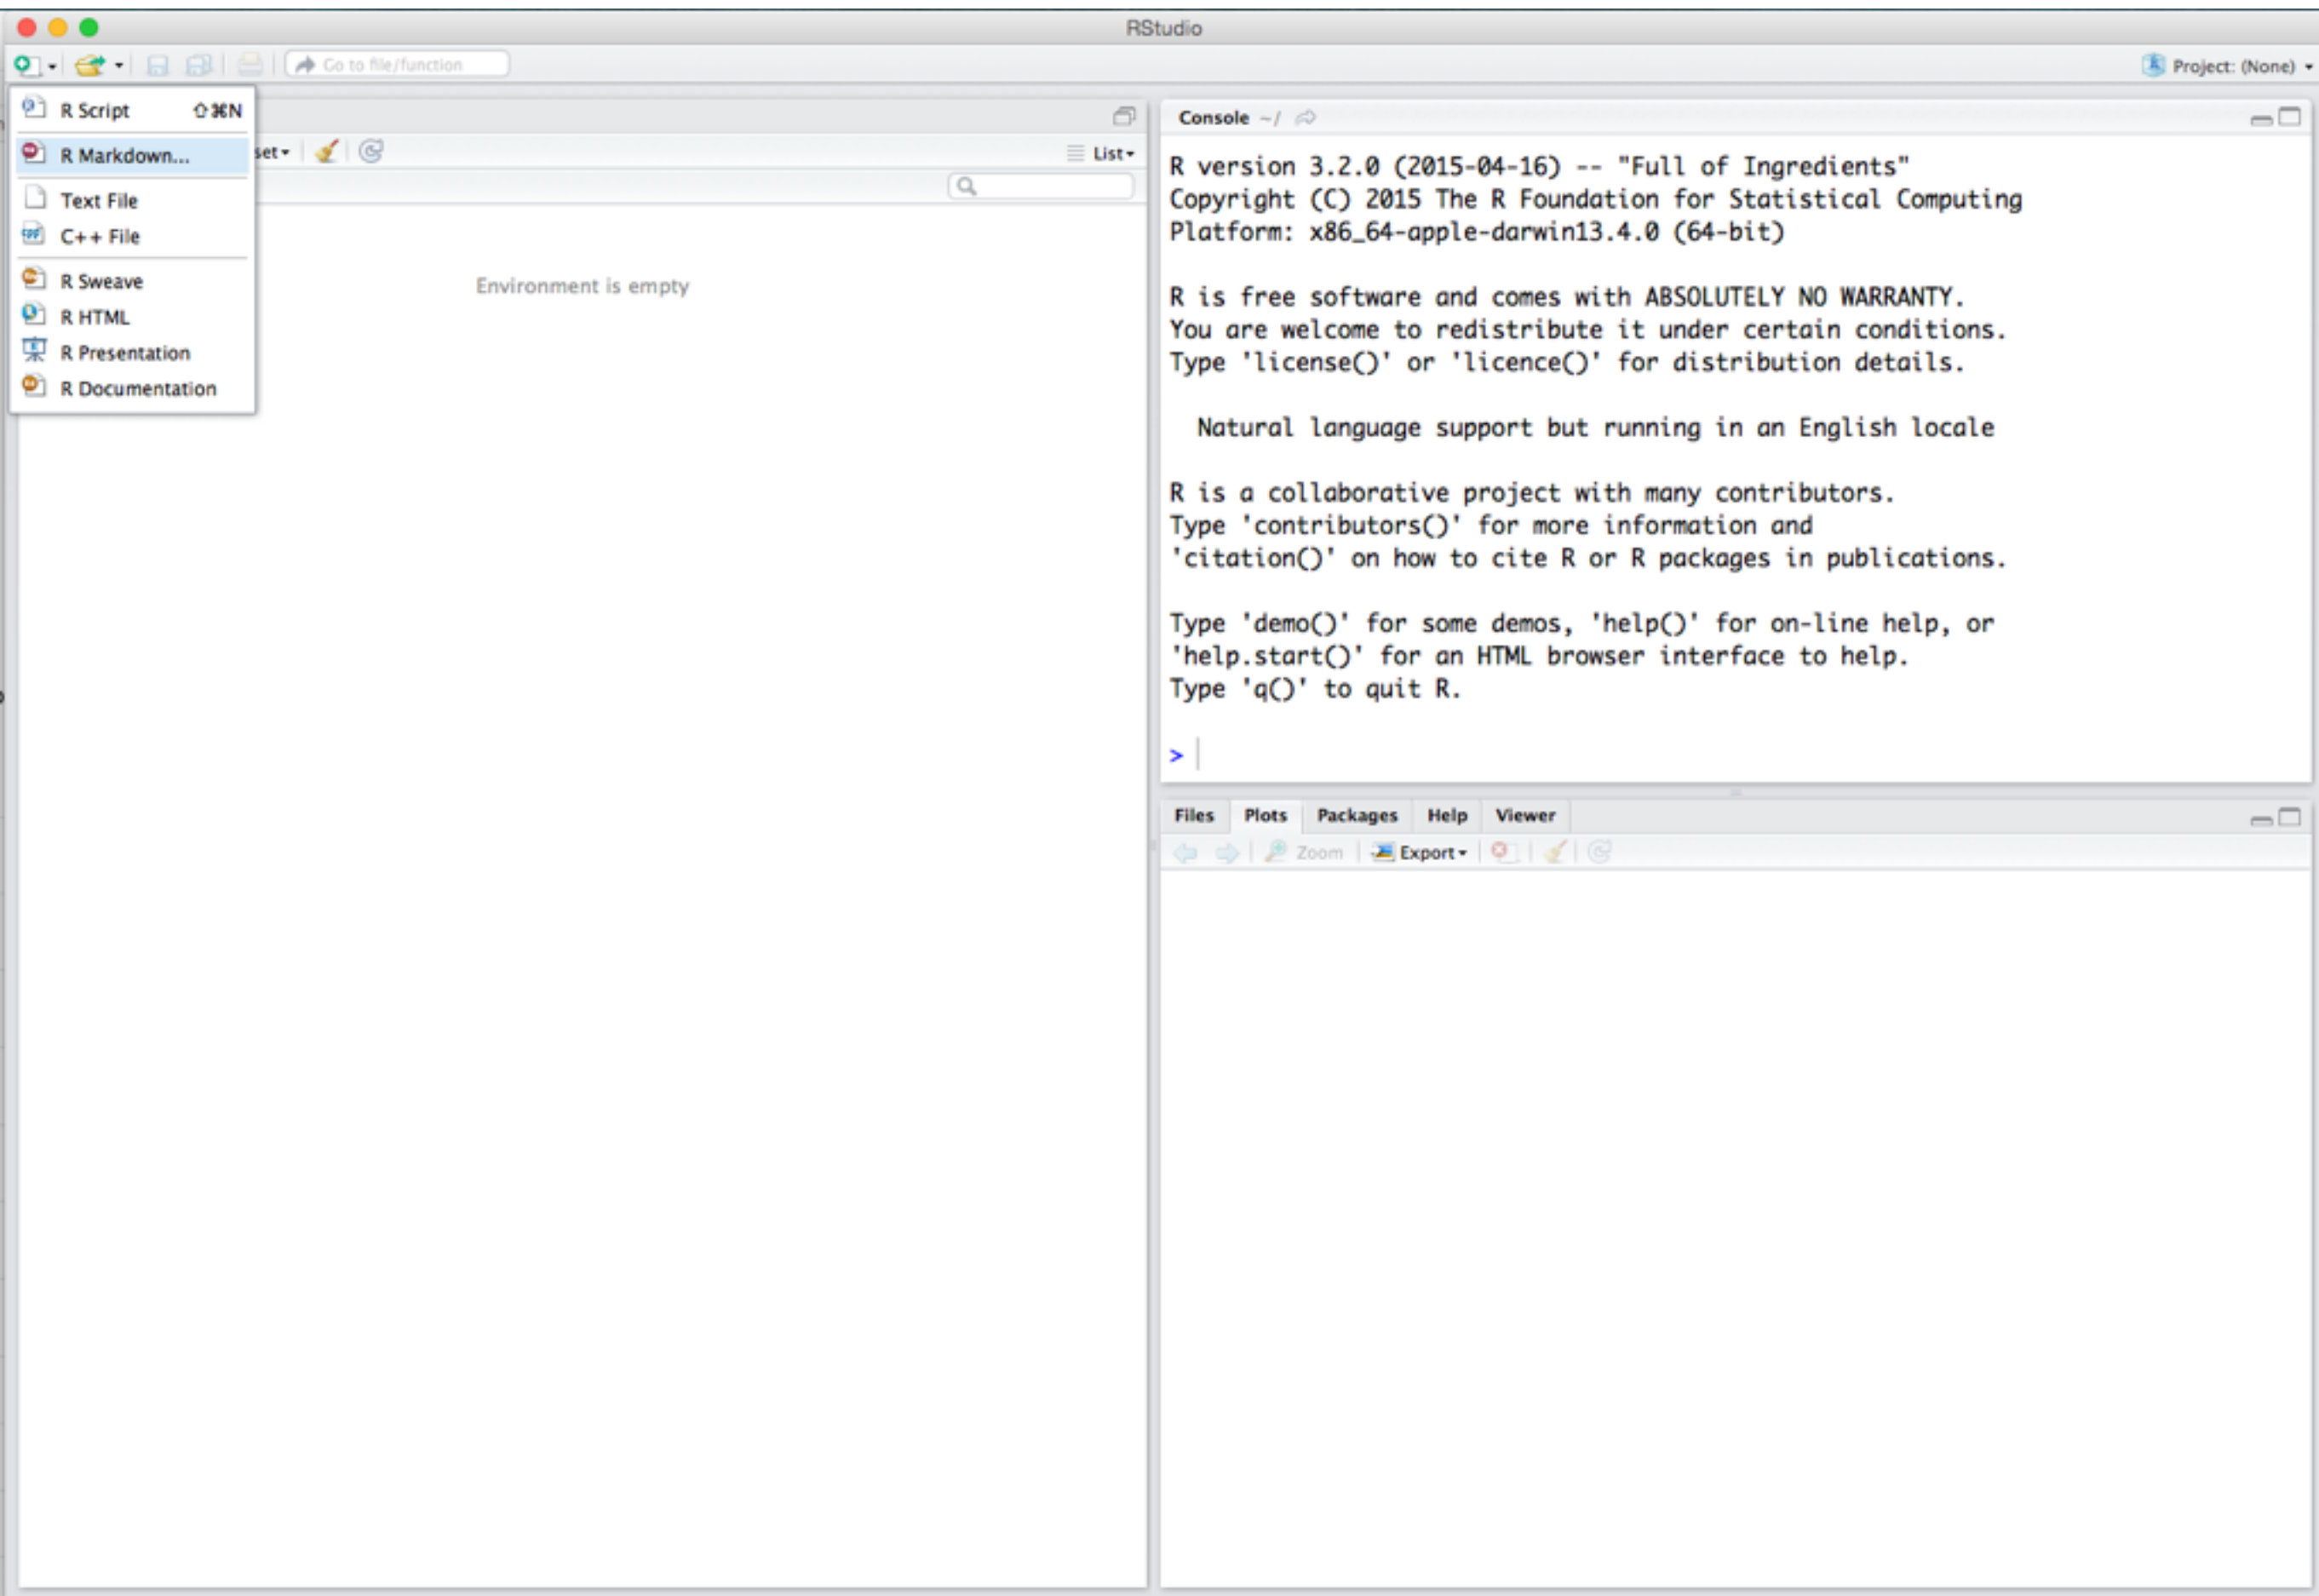 RStudio
Go to file/function
Project: (None)
R Script ⇧⌘N
R Markdown...
Text File
C++ File
R Sweave
R HTML
R Presentation
R Documentation
set
List
Environment is empty
Console ~/
R version 3.2.0 (2015-04-16) -- "Full of Ingredients"
Copyright (C) 2015 The R Foundation for Statistical Computing
Platform: x86_64-apple-darwin13.4.0 (64-bit)
R is free software and comes with ABSOLUTELY NO WARRANTY.
You are welcome to redistribute it under certain conditions.
Type 'license()' or 'licence()' for distribution details.
Natural language support but running in an English locale
R is a collaborative project with many contributors.
Type 'contributors()' for more information and
'citation()' on how to cite R or R packages in publications.
Type 'demo()' for some demos, 'help()' for on-line help, or
'help.start()' for an HTML browser interface to help.
Type 'q()' to quit R.
>
Files Plots Packages Help Viewer
Zoom Export